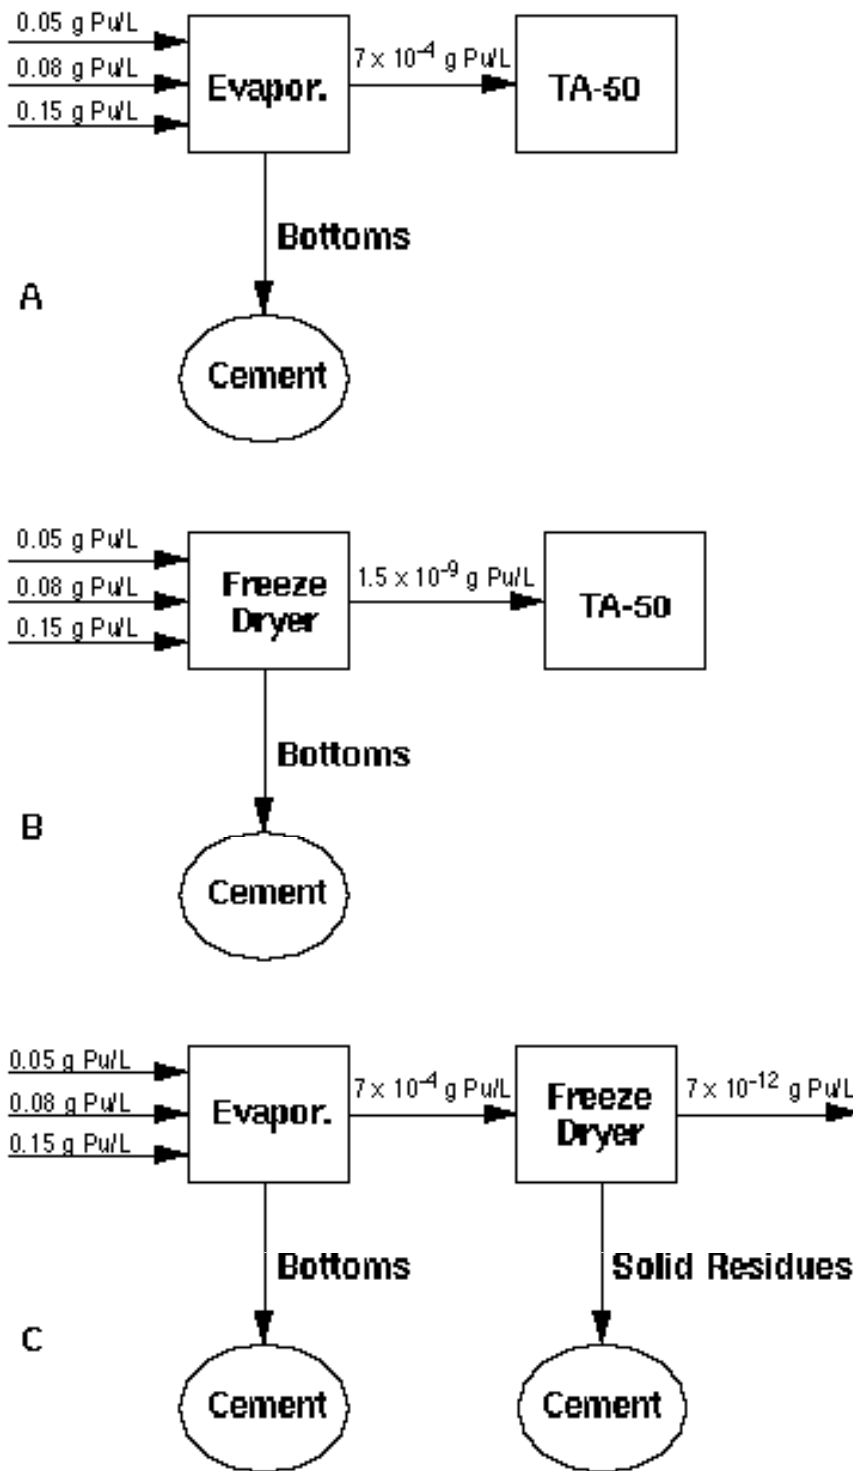 0.05 g Pu/L
0.08 g Pu/L
0.15 g Pu/L
Evapor.
7 x 10⁻⁴ g Pu/L
TA-50
Bottoms
A
Cement
0.05 g Pu/L
0.08 g Pu/L
0.15 g Pu/L
Freeze
Dryer
1.5 x 10⁻⁹ g Pu/L
TA-50
Bottoms
B
Cement
0.05 g Pu/L
0.08 g Pu/L
0.15 g Pu/L
Evapor.
7 x 10⁻⁴ g Pu/L
Freeze
Dryer
7 x 10⁻¹² g Pu/L
Bottoms
Solid Residues
C
Cement
Cement